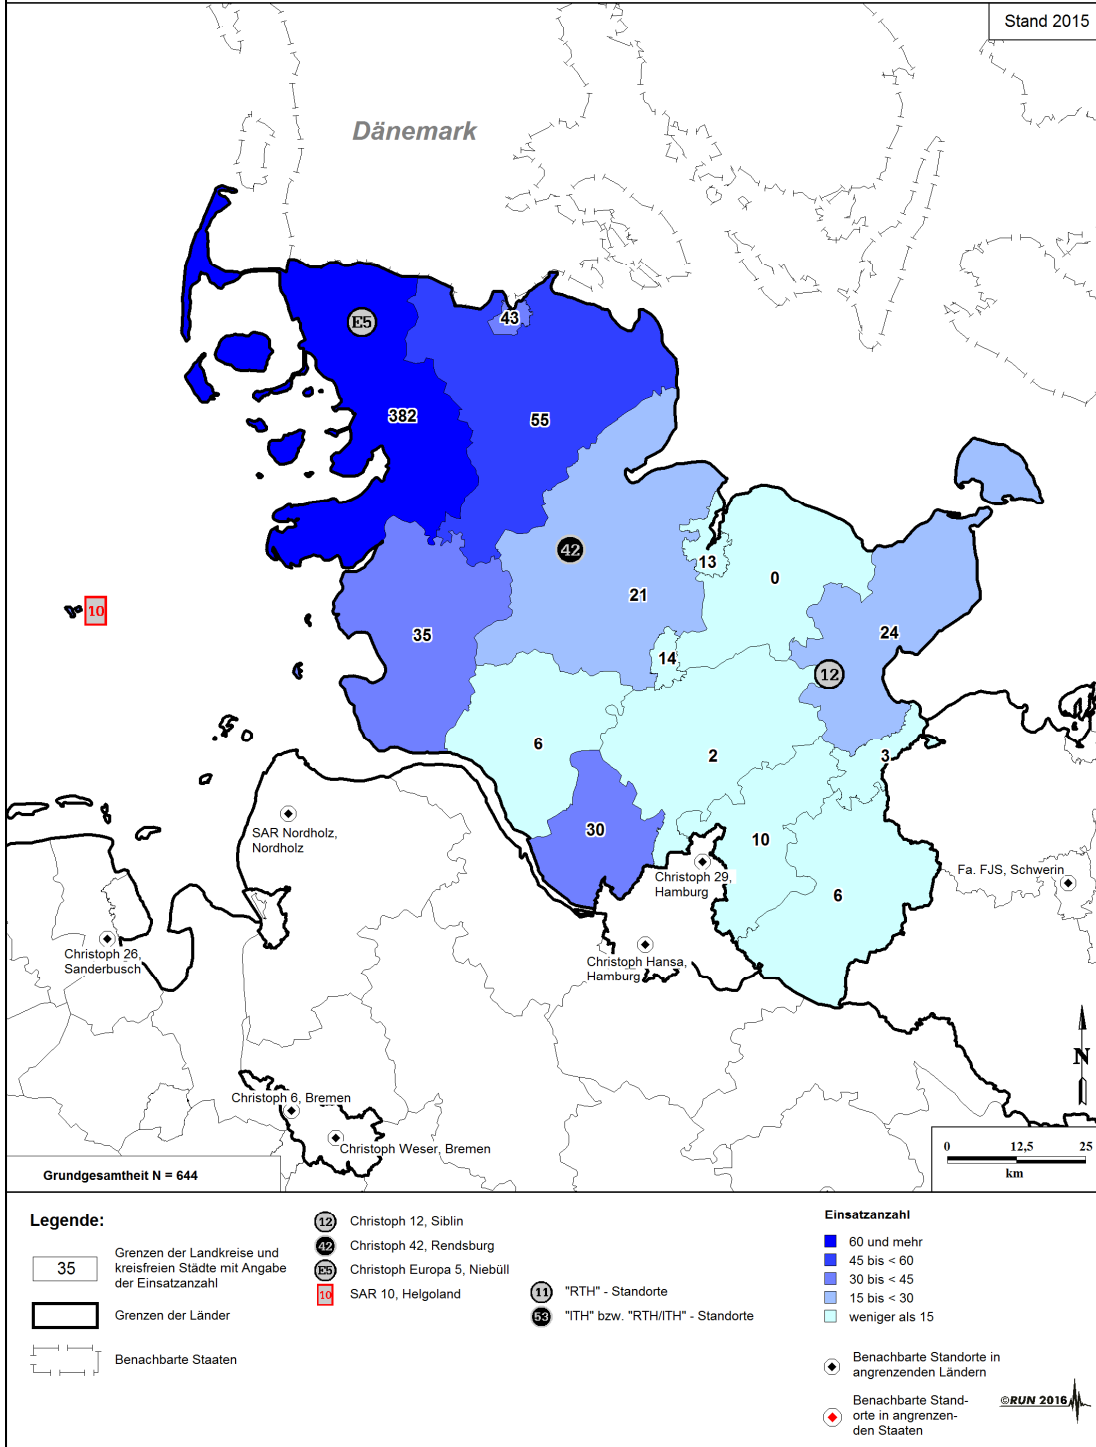 Stand 2015
Dänemark
43
E5
382
55
42
13
0
10
21
35
24
14
12
6
2
3
SAR Nordholz,
Nordholz
30
10
Christoph 29,
Hamburg
Fa. FJS, Schwerin
6
Christoph 26,
Sanderbusch
Christoph Hansa,
Hamburg
N
Christoph 6, Bremen
Christoph Weser, Bremen
0 12,5 25
km
Grundgesamtheit N = 644
Legende:
35
Grenzen der Landkreise und
kreisfreien Städte mit Angabe
der Einsatzanzahl
Grenzen der Länder
Benachbarte Staaten
12 Christoph 12, Siblin
42 Christoph 42, Rendsburg
E5 Christoph Europa 5, Niebüll
10 SAR 10, Helgoland
11 "RTH" - Standorte
53 "ITH" bzw. "RTH/ITH" - Standorte
Einsatzanzahl
60 und mehr
45 bis < 60
30 bis < 45
15 bis < 30
weniger als 15
Benachbarte Standorte in
angrenzenden Ländern
Benachbarte Stand-
orte in angrenzen-
den Staaten
©RUN 2016